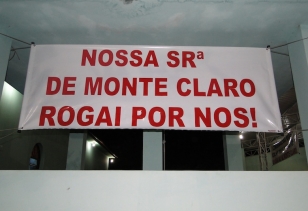 NOSSA SRª
DE MONTE CLARO
ROGAI POR NOS!